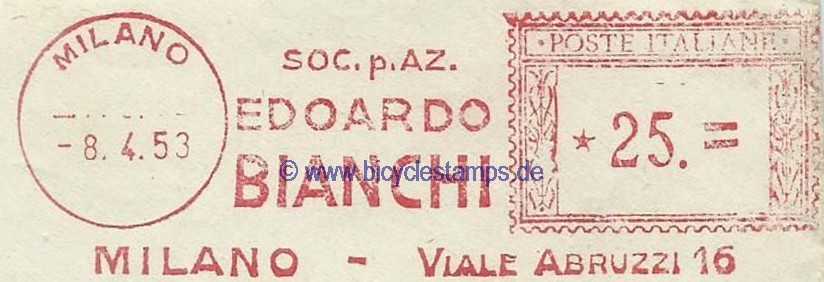 MILANO
- 8. 4. 53
SOC. p. AZ.
EDOARDO
BIANCHI
MILANO - VIALE ABRUZZI 16
· POSTE ITALIANE ·
* 25. =
© www.bicyclestamps.de